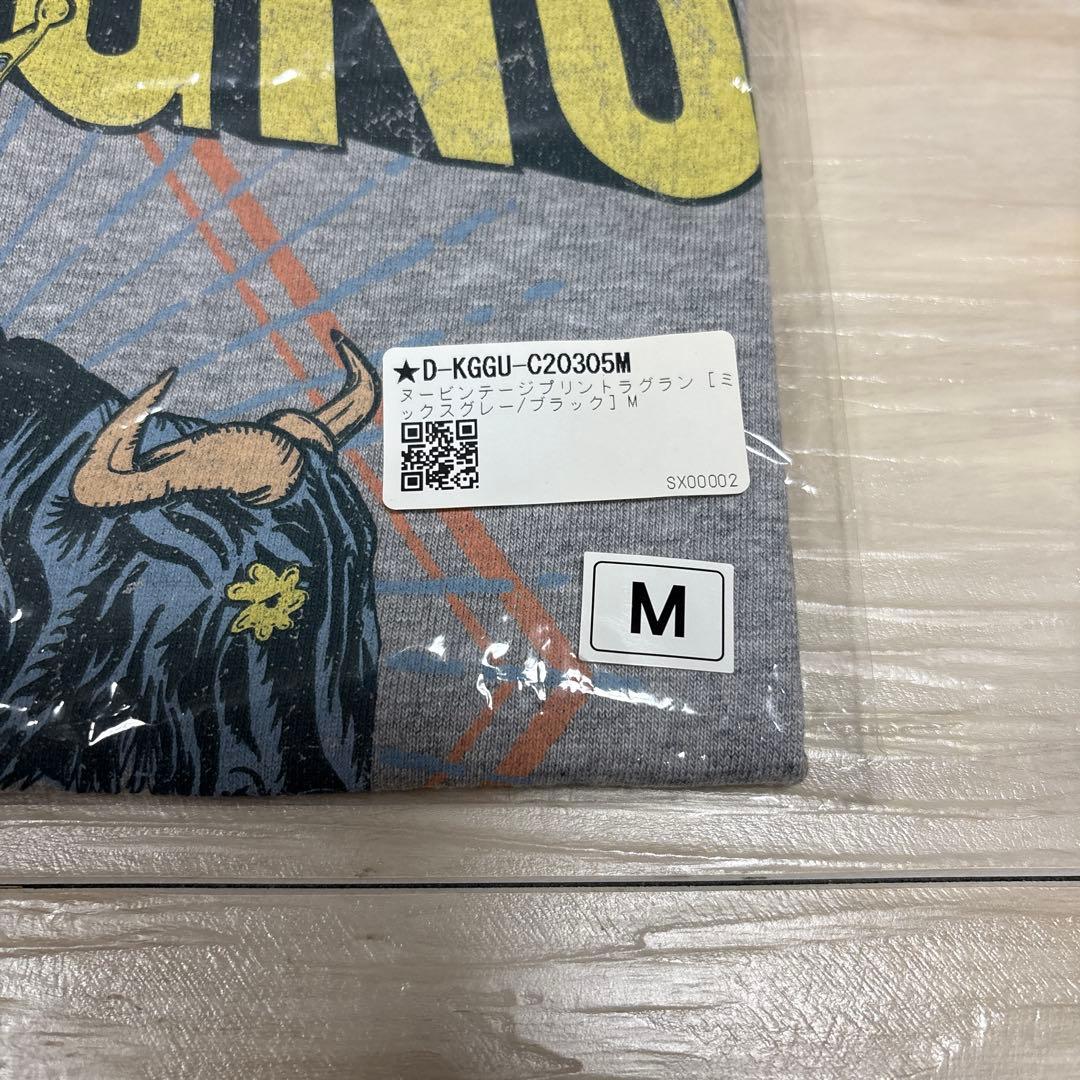 GNU
★D-KGGU-C20305M
ヌービンテージプリントラグラン [ミ
ックスグレー/ブラック] M
SX00002
M